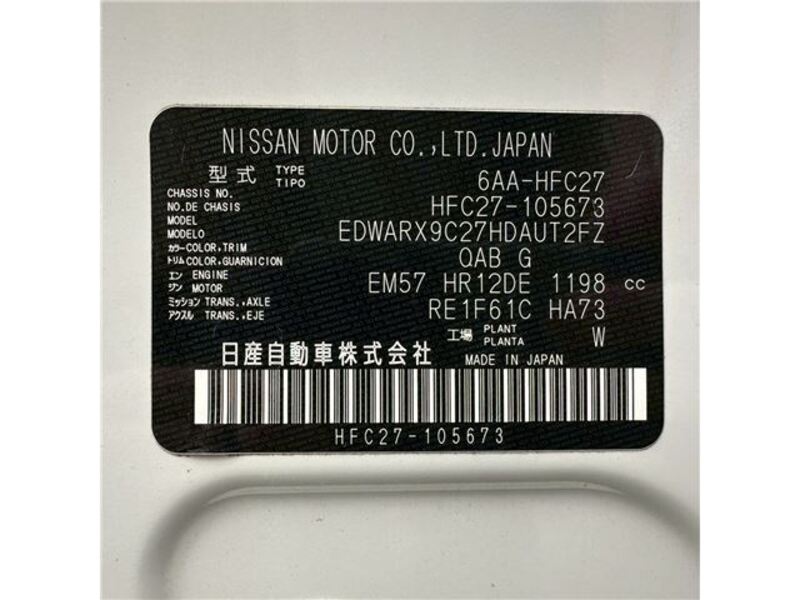 NISSAN MOTOR CO.,LTD.JAPAN
型式 TYPE TIPO 6AA-HFC27
CHASSIS NO.
NO.DE CHASIS HFC27-105673
MODEL
MODELO EDWARX9C27HDAUT2FZ
カラー COLOR,TRIM
トリム COLOR,GUARNICION QAB G
エン ENGINE
ジン MOTOR EM57 HR12DE 1198 cc
ミッション TRANS.,AXLE
アクスル TRANS.,EJE RE1F61C HA73
工場 PLANT PLANTA W
日産自動車株式会社 MADE IN JAPAN
HFC27-105673